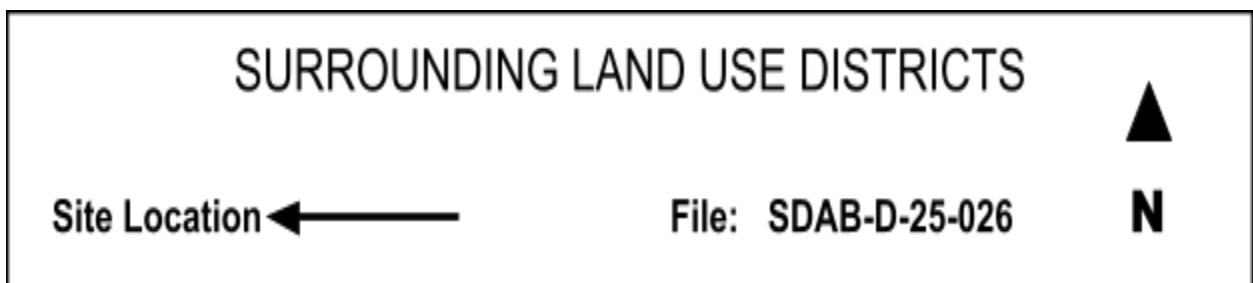 SURROUNDING LAND USE DISTRICTS
Site Location File: SDAB-D-25-026 N